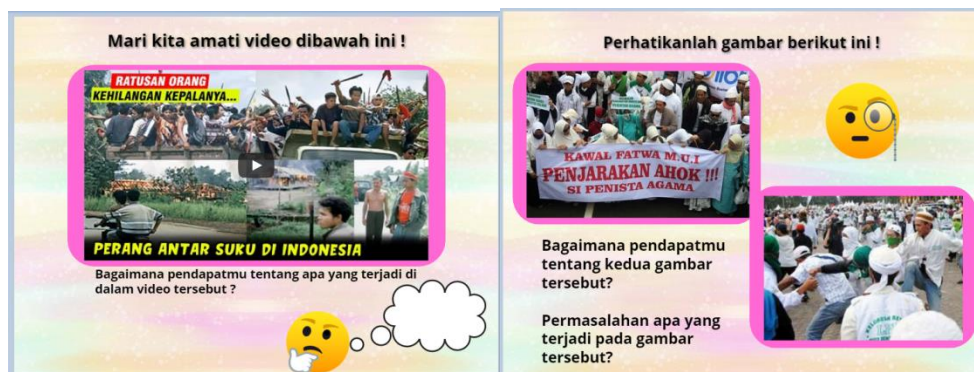 Mari kita amati video dibawah ini !
RATUSAN ORANG
KEHILANGAN KEPALANYA...
PERANG ANTAR SUKU DI INDONESIA
Bagaimana pendapatmu tentang apa yang terjadi di
dalam video tersebut ?
Perhatikanlah gambar berikut ini !
KAWAL FATWA M.U.I
PENJARAKAN AHOK !!!
SI PENISTA AGAMA
Bagaimana pendapatmu
tentang kedua gambar
tersebut?
Permasalahan apa yang
terjadi pada gambar
tersebut?